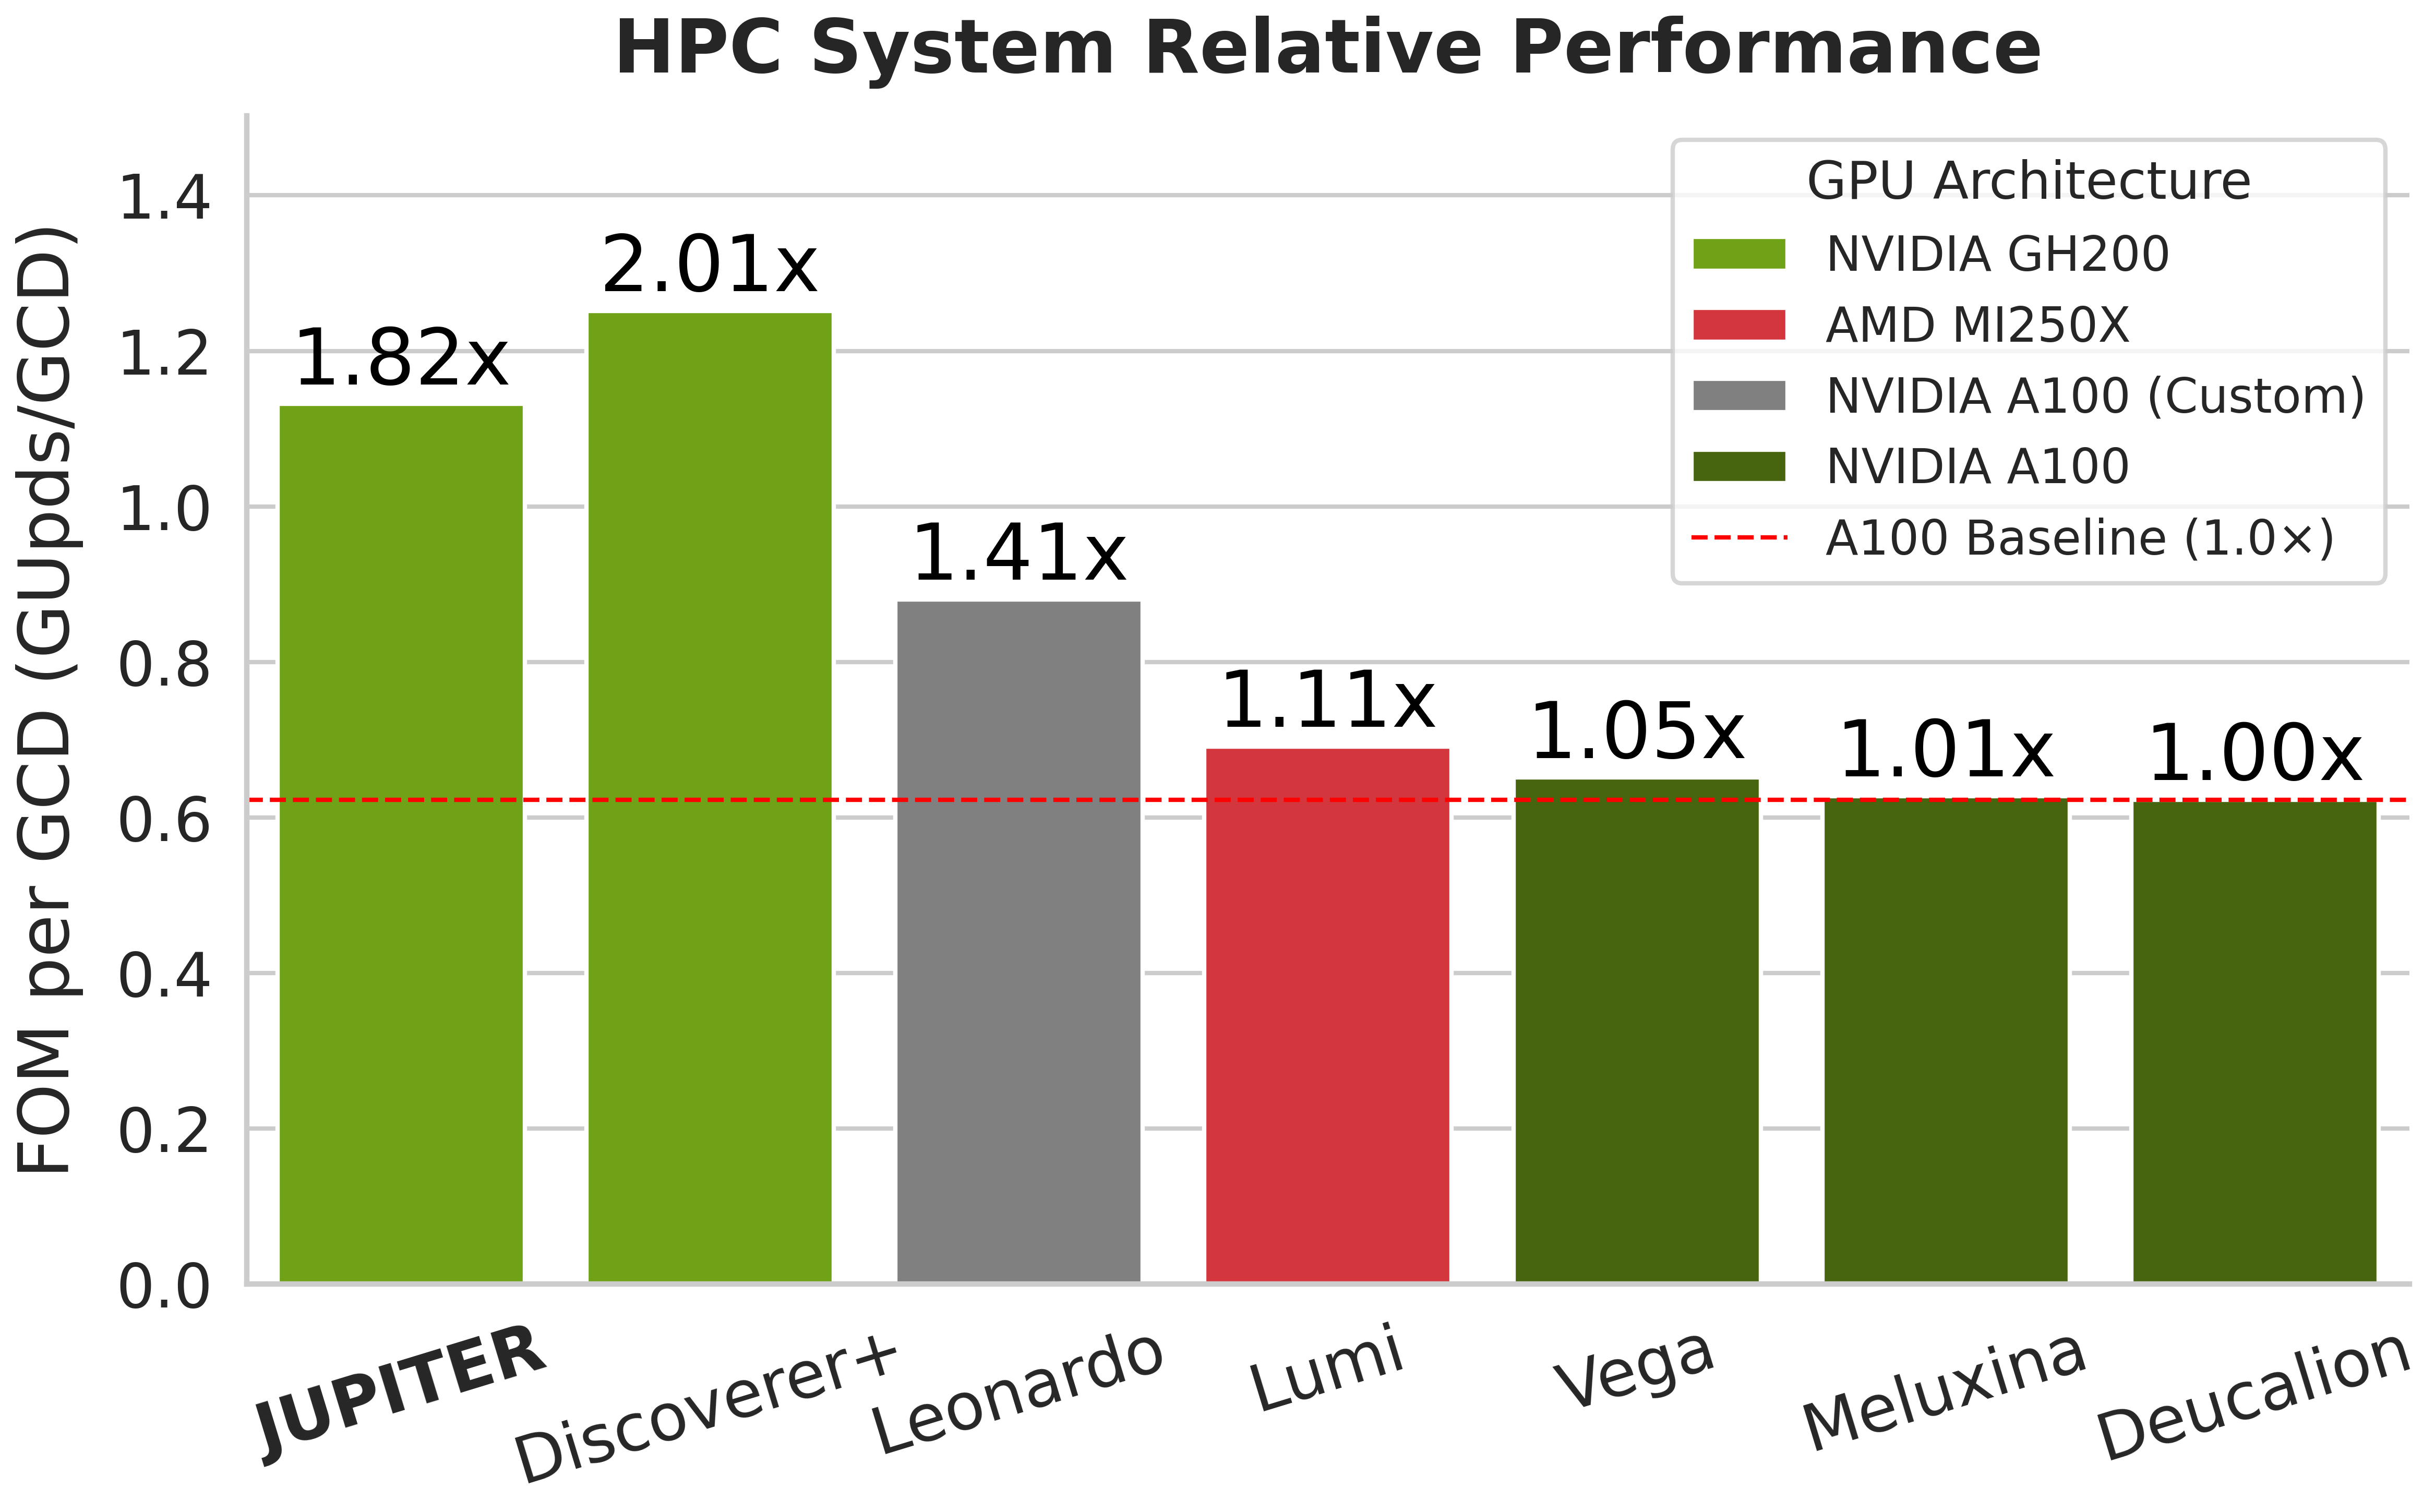 HPC System Relative Performance
FOM per GCD (GUpds/GCD)
1.4
1.2
1.0
0.8
0.6
0.4
0.2
0.0
1.82x
2.01x
1.41x
1.11x
1.05x
1.01x
1.00x
GPU Architecture
NVIDIA GH200
AMD MI250X
NVIDIA A100 (Custom)
NVIDIA A100
A100 Baseline (1.0×)
JUPITER
Discoverer+
Leonardo
Lumi
Vega
Meluxina
Deucalion